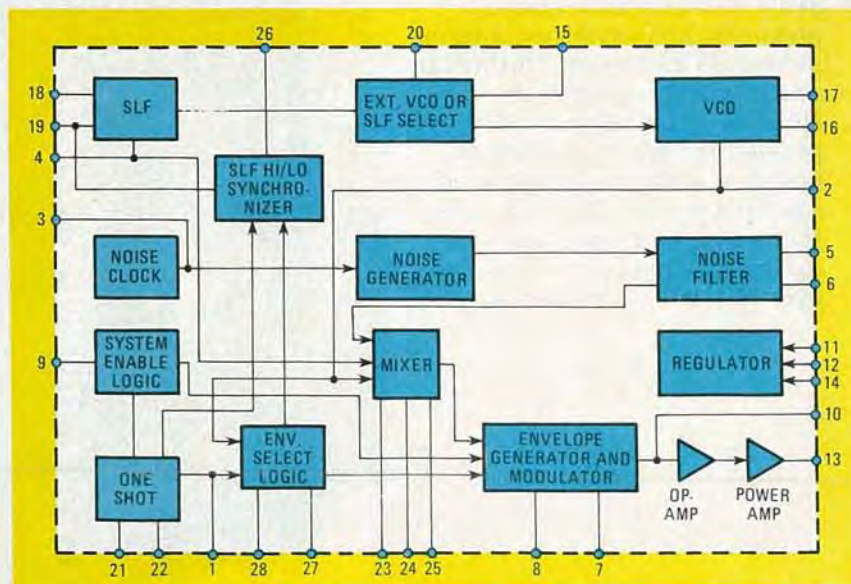 26
20
15
18
SLF
EXT. VCO OR
SLF SELECT
VCO
17
19
16
4
SLF HI/LO
SYNCHRO-
NIZER
2
3
NOISE
CLOCK
NOISE
GENERATOR
NOISE
FILTER
5
6
9
SYSTEM
ENABLE
LOGIC
MIXER
REGULATOR
11
12
14
10
ONE
SHOT
ENV.
SELECT
LOGIC
ENVELOPE
GENERATOR AND
MODULATOR
13
OP-
AMP
POWER
AMP
21
22
1
28
27
23
24
25
8
7